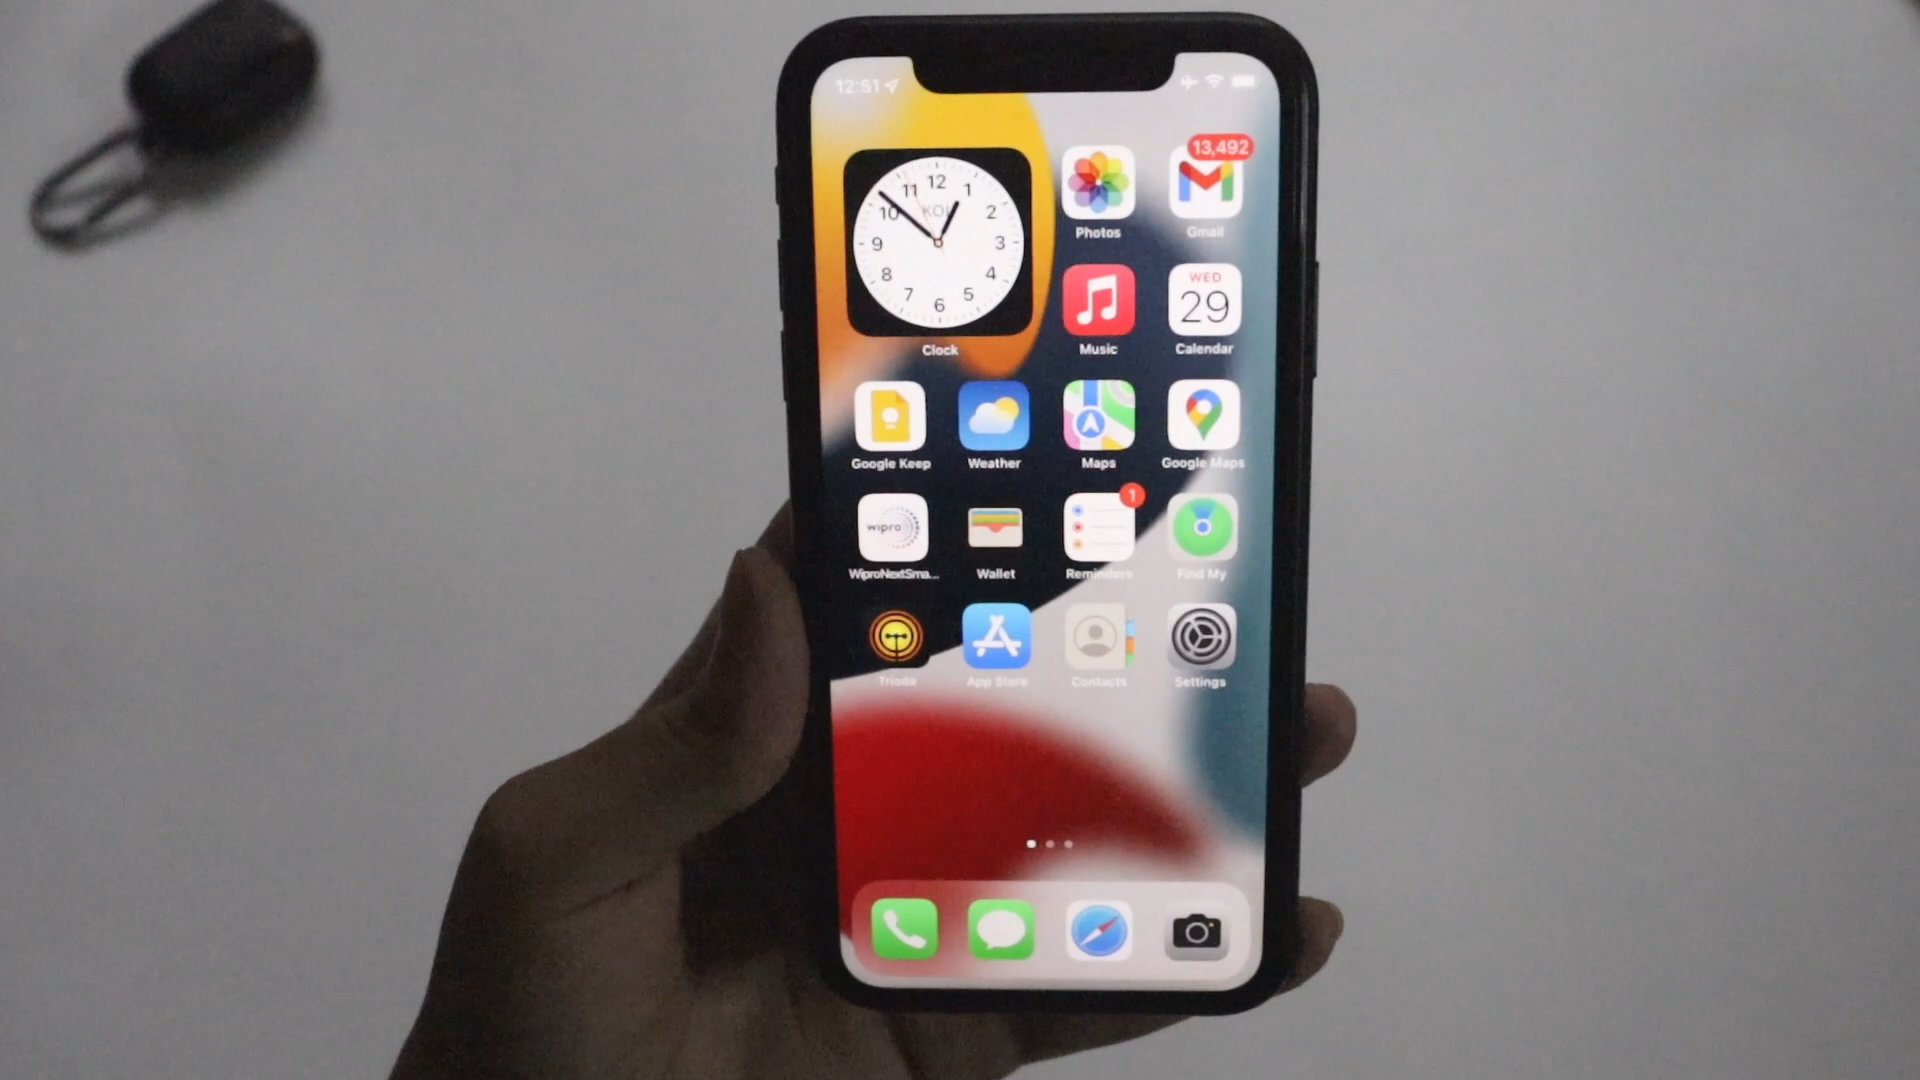 12:51
12
11
1
10
KOL
2
9
3
8
4
7
5
6
Clock
Photos
13,492
Gmail
Music
WED
29
Calendar
Google Keep
Weather
Maps
Google Maps
wipro
WiproNextSma...
Wallet
1
Reminders
Find My
Triode
App Store
Contacts
Settings